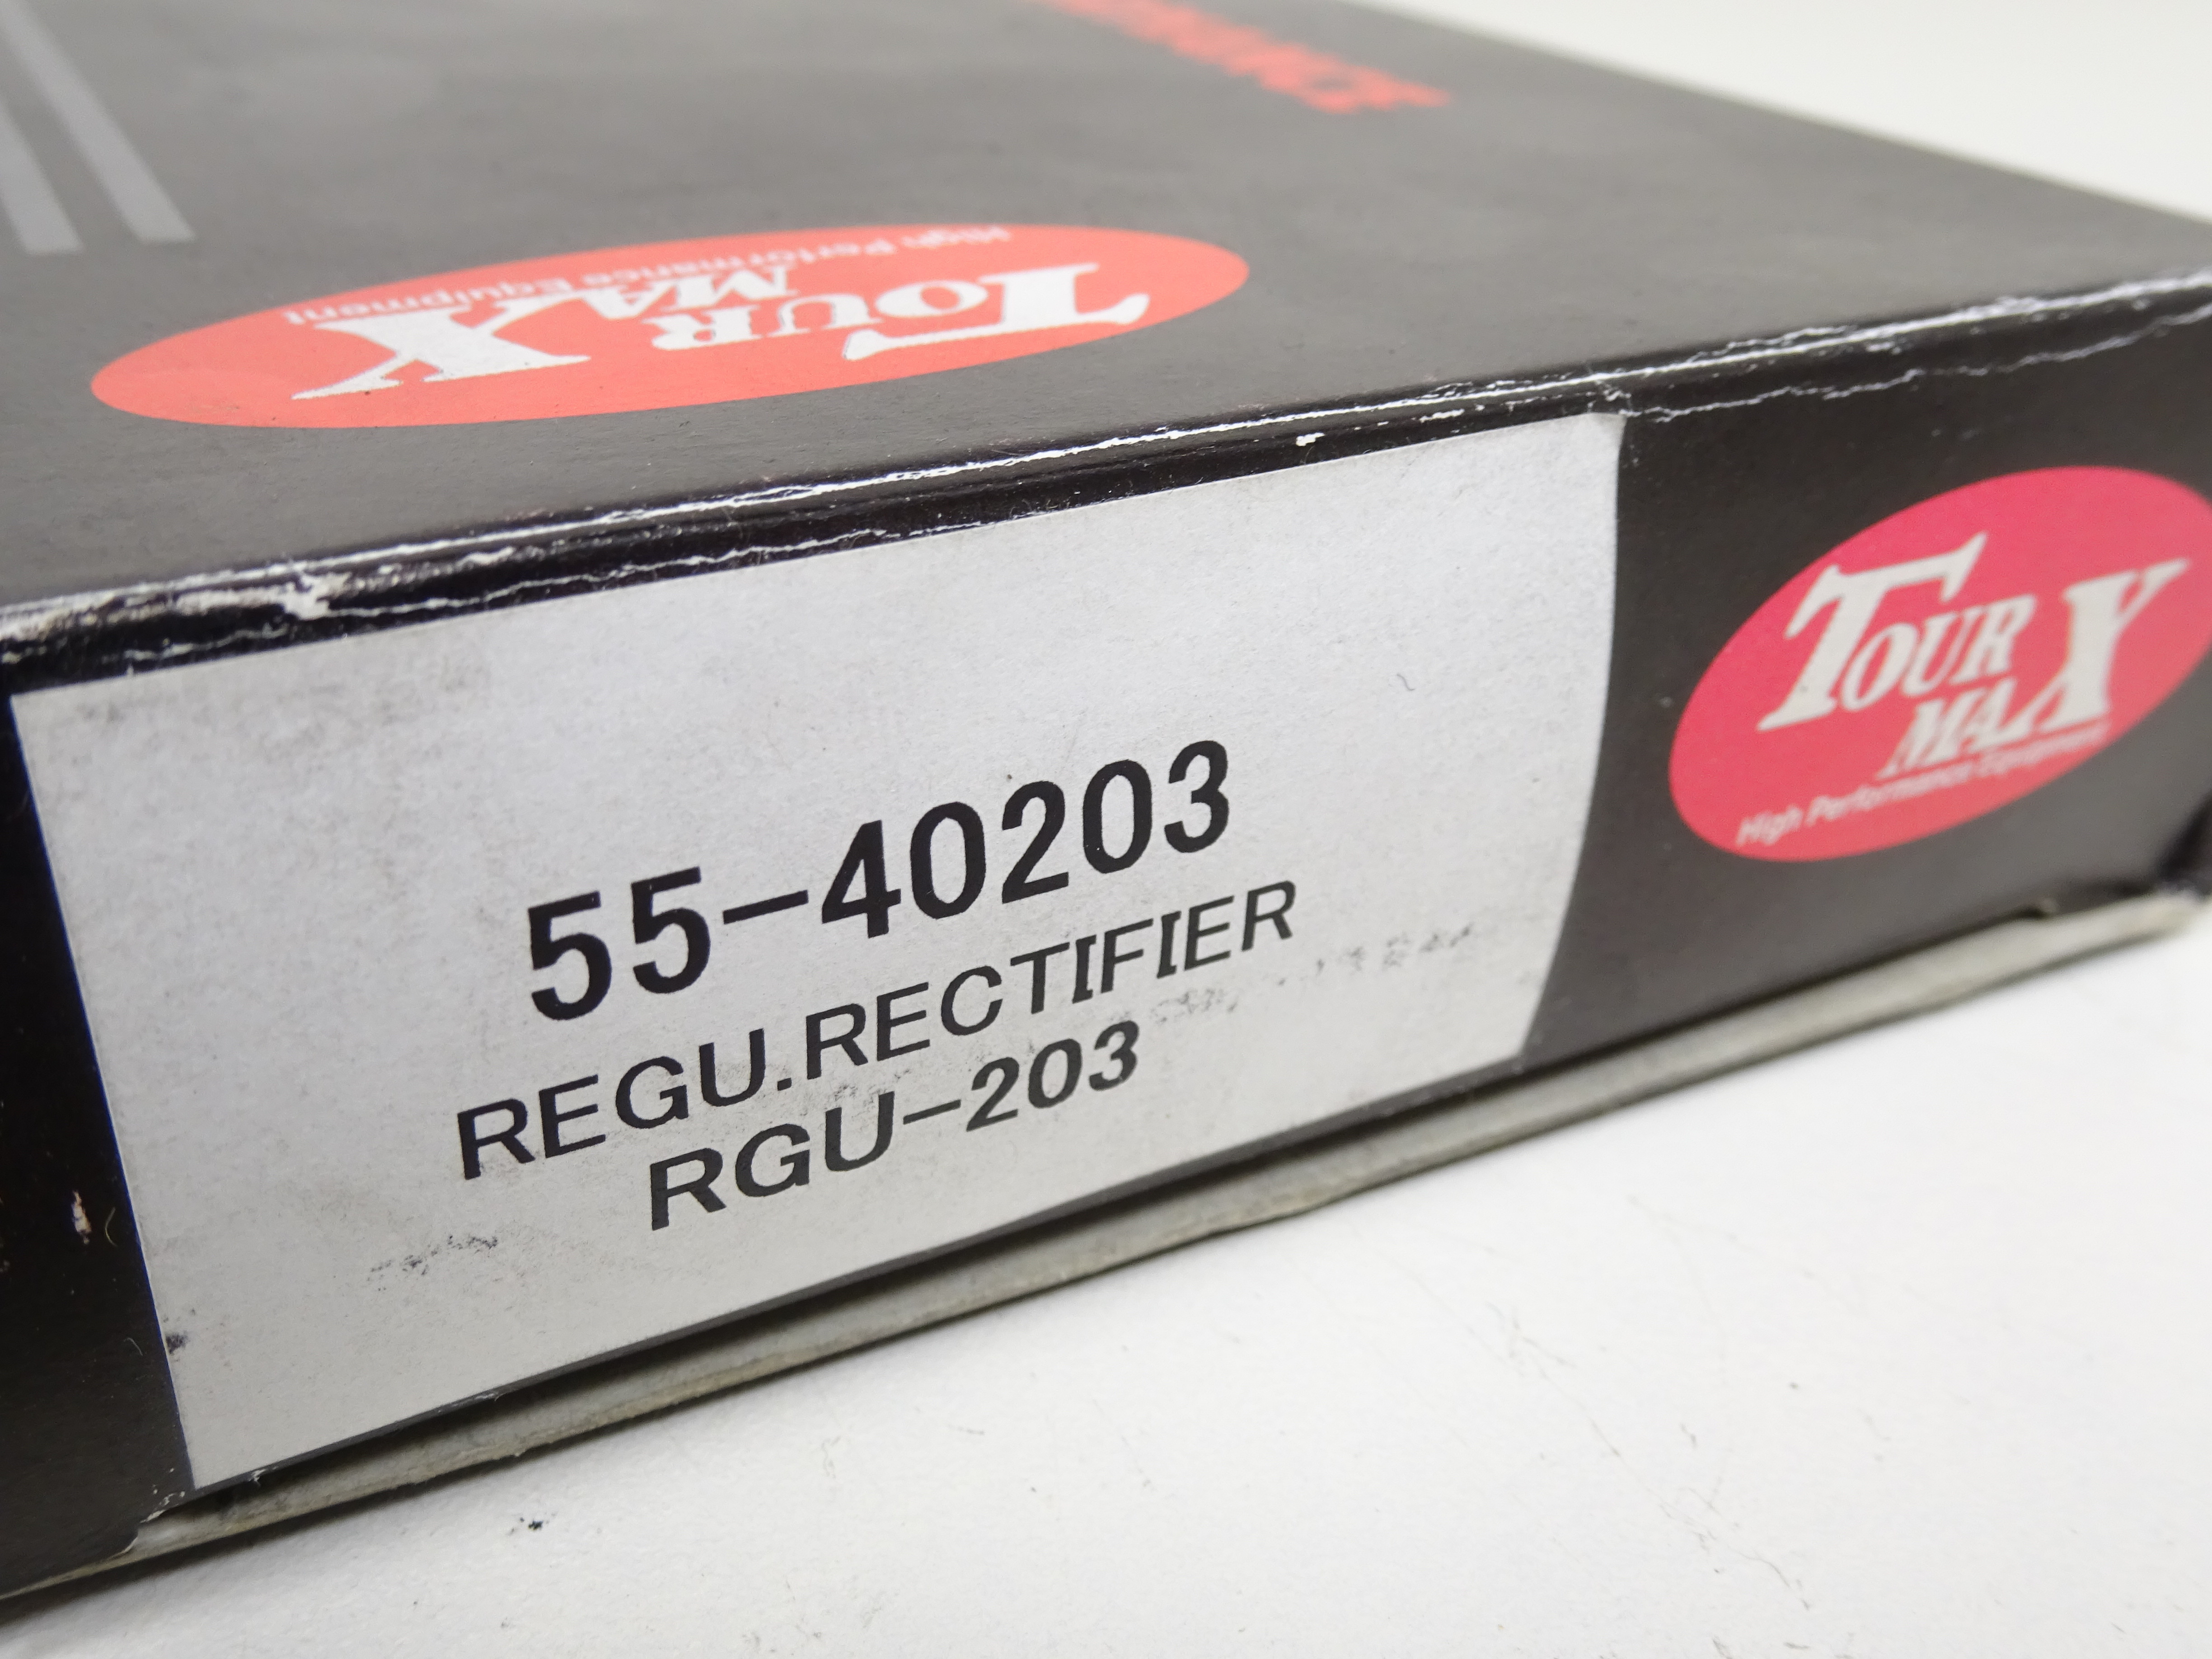 TOUR
MAX
High Performance Equipment
55-40203
REGU.RECTIFIER
RGU-203
TOUR
MAX
High Performance Equipment